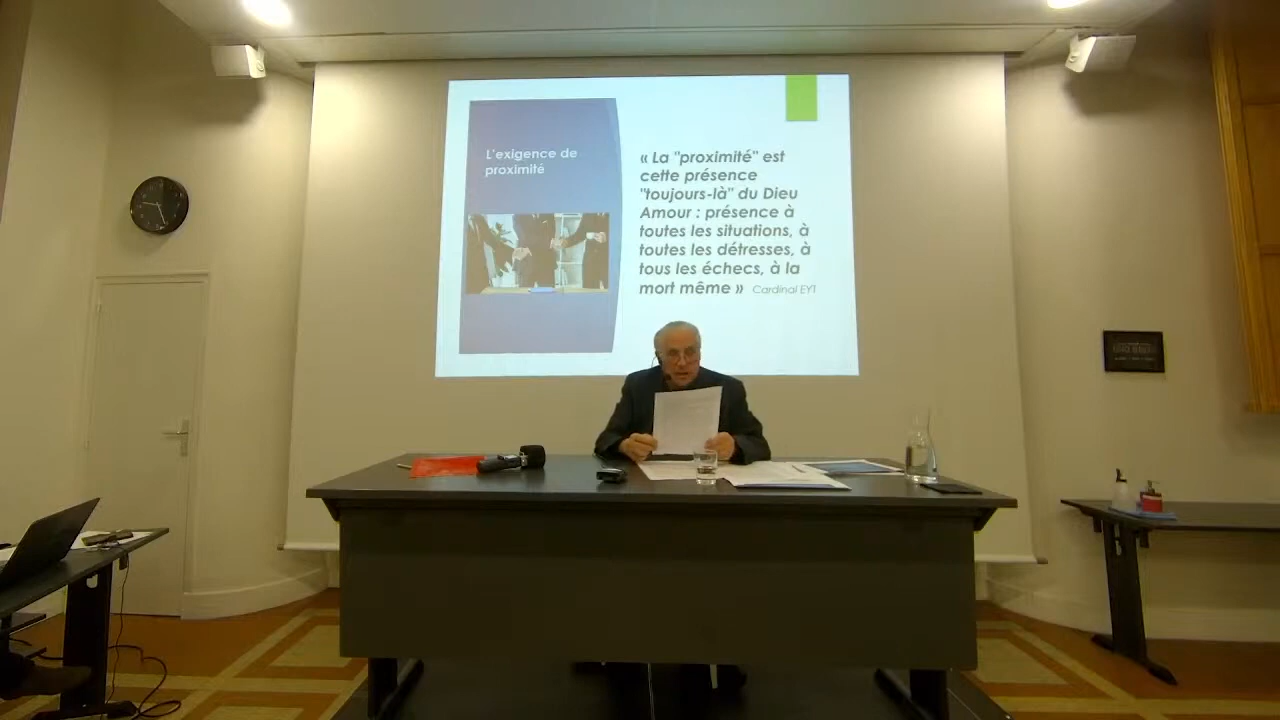 L'exigence de
proximité
« La "proximité" est
cette présence
"toujours-là" du Dieu
Amour : présence à
toutes les situations, à
toutes les détresses, à
tous les échecs, à la
mort même » Cardinal EYT